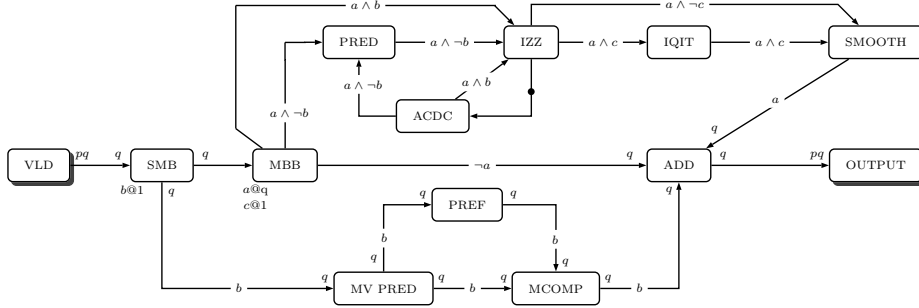 a ∧ b
a ∧ ¬c
PRED
a ∧ ¬b
IZZ
a ∧ c
IQIT
a ∧ c
SMOOTH
a ∧ ¬b
a ∧ b
a ∧ ¬b
ACDC
a
q
VLD
pq
q
SMB
q
MBB
¬a
q
ADD
q
pq
OUTPUT
b@1
q
a@q
c@1
q
q
PREF
q
b
b
q
q
b
q
MV PRED
q
b
q
MCOMP
q
b